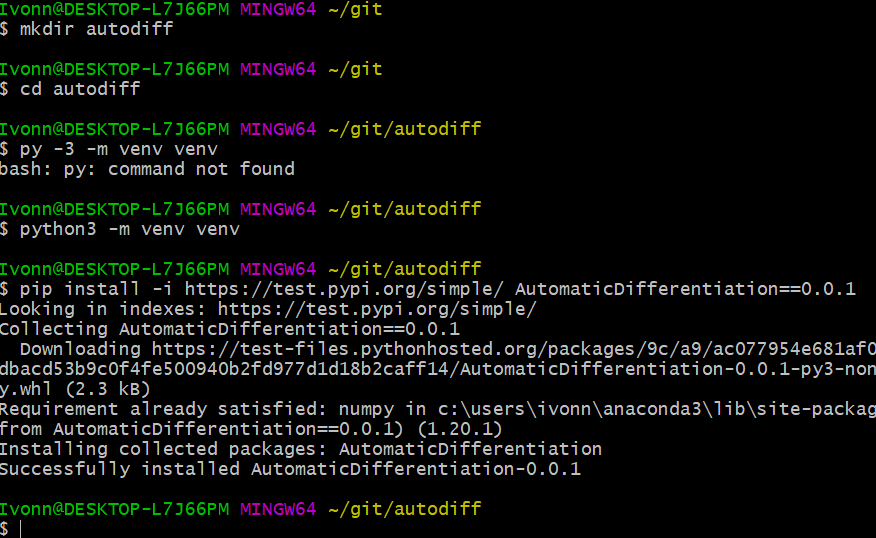 Ivonn@DESKTOP-L7J66PM MINGW64 ~/git
$ mkdir autodiff
Ivonn@DESKTOP-L7J66PM MINGW64 ~/git
$ cd autodiff
Ivonn@DESKTOP-L7J66PM MINGW64 ~/git/autodiff
$ py -3 -m venv venv
bash: py: command not found
Ivonn@DESKTOP-L7J66PM MINGW64 ~/git/autodiff
$ python3 -m venv venv
Ivonn@DESKTOP-L7J66PM MINGW64 ~/git/autodiff
$ pip install -i https://test.pypi.org/simple/ AutomaticDifferentiation==0.0.1
Looking in indexes: https://test.pypi.org/simple/
Collecting AutomaticDifferentiation==0.0.1
Downloading https://test-files.pythonhosted.org/packages/9c/a9/ac077954e681af0
dbacd53b9c0f4fe500940b2fd977d1d18b2caff14/AutomaticDifferentiation-0.0.1-py3-non
y.whl (2.3 kB)
Requirement already satisfied: numpy in c:\users\ivonn\anaconda3\lib\site-packag
from AutomaticDifferentiation==0.0.1) (1.20.1)
Installing collected packages: AutomaticDifferentiation
Successfully installed AutomaticDifferentiation-0.0.1
Ivonn@DESKTOP-L7J66PM MINGW64 ~/git/autodiff
$